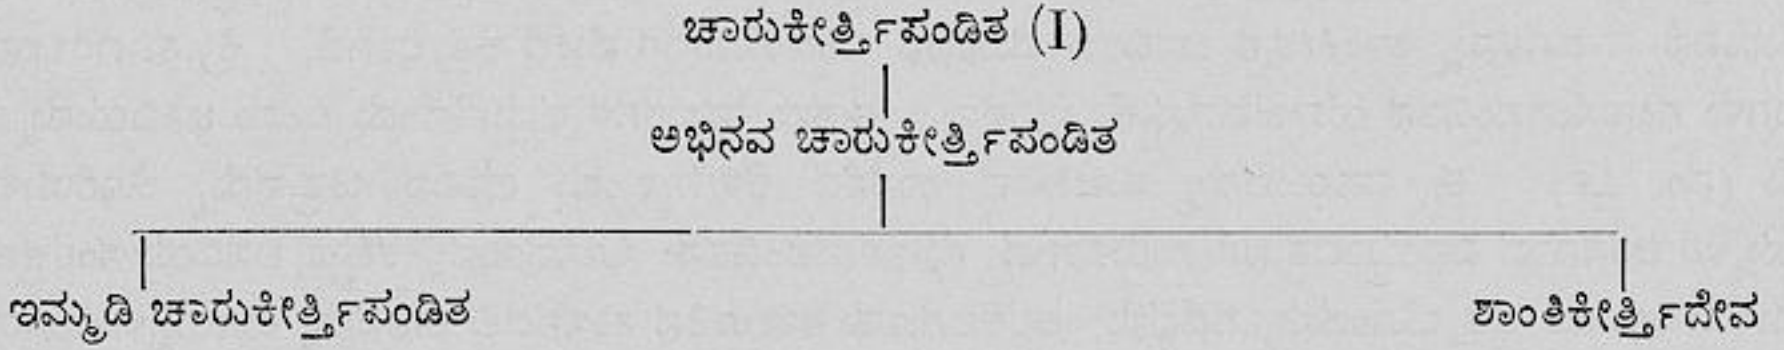 ಚಾರುಕೀರ್ತ್ತಿಪಂಡಿತ (I)
ಅಭಿನವ ಚಾರುಕೀರ್ತ್ತಿಪಂಡಿತ
ಇಮ್ಮಡಿ ಚಾರುಕೀರ್ತ್ತಿಪಂಡಿತ ಶಾಂತಿಕೀರ್ತ್ತಿದೇವ